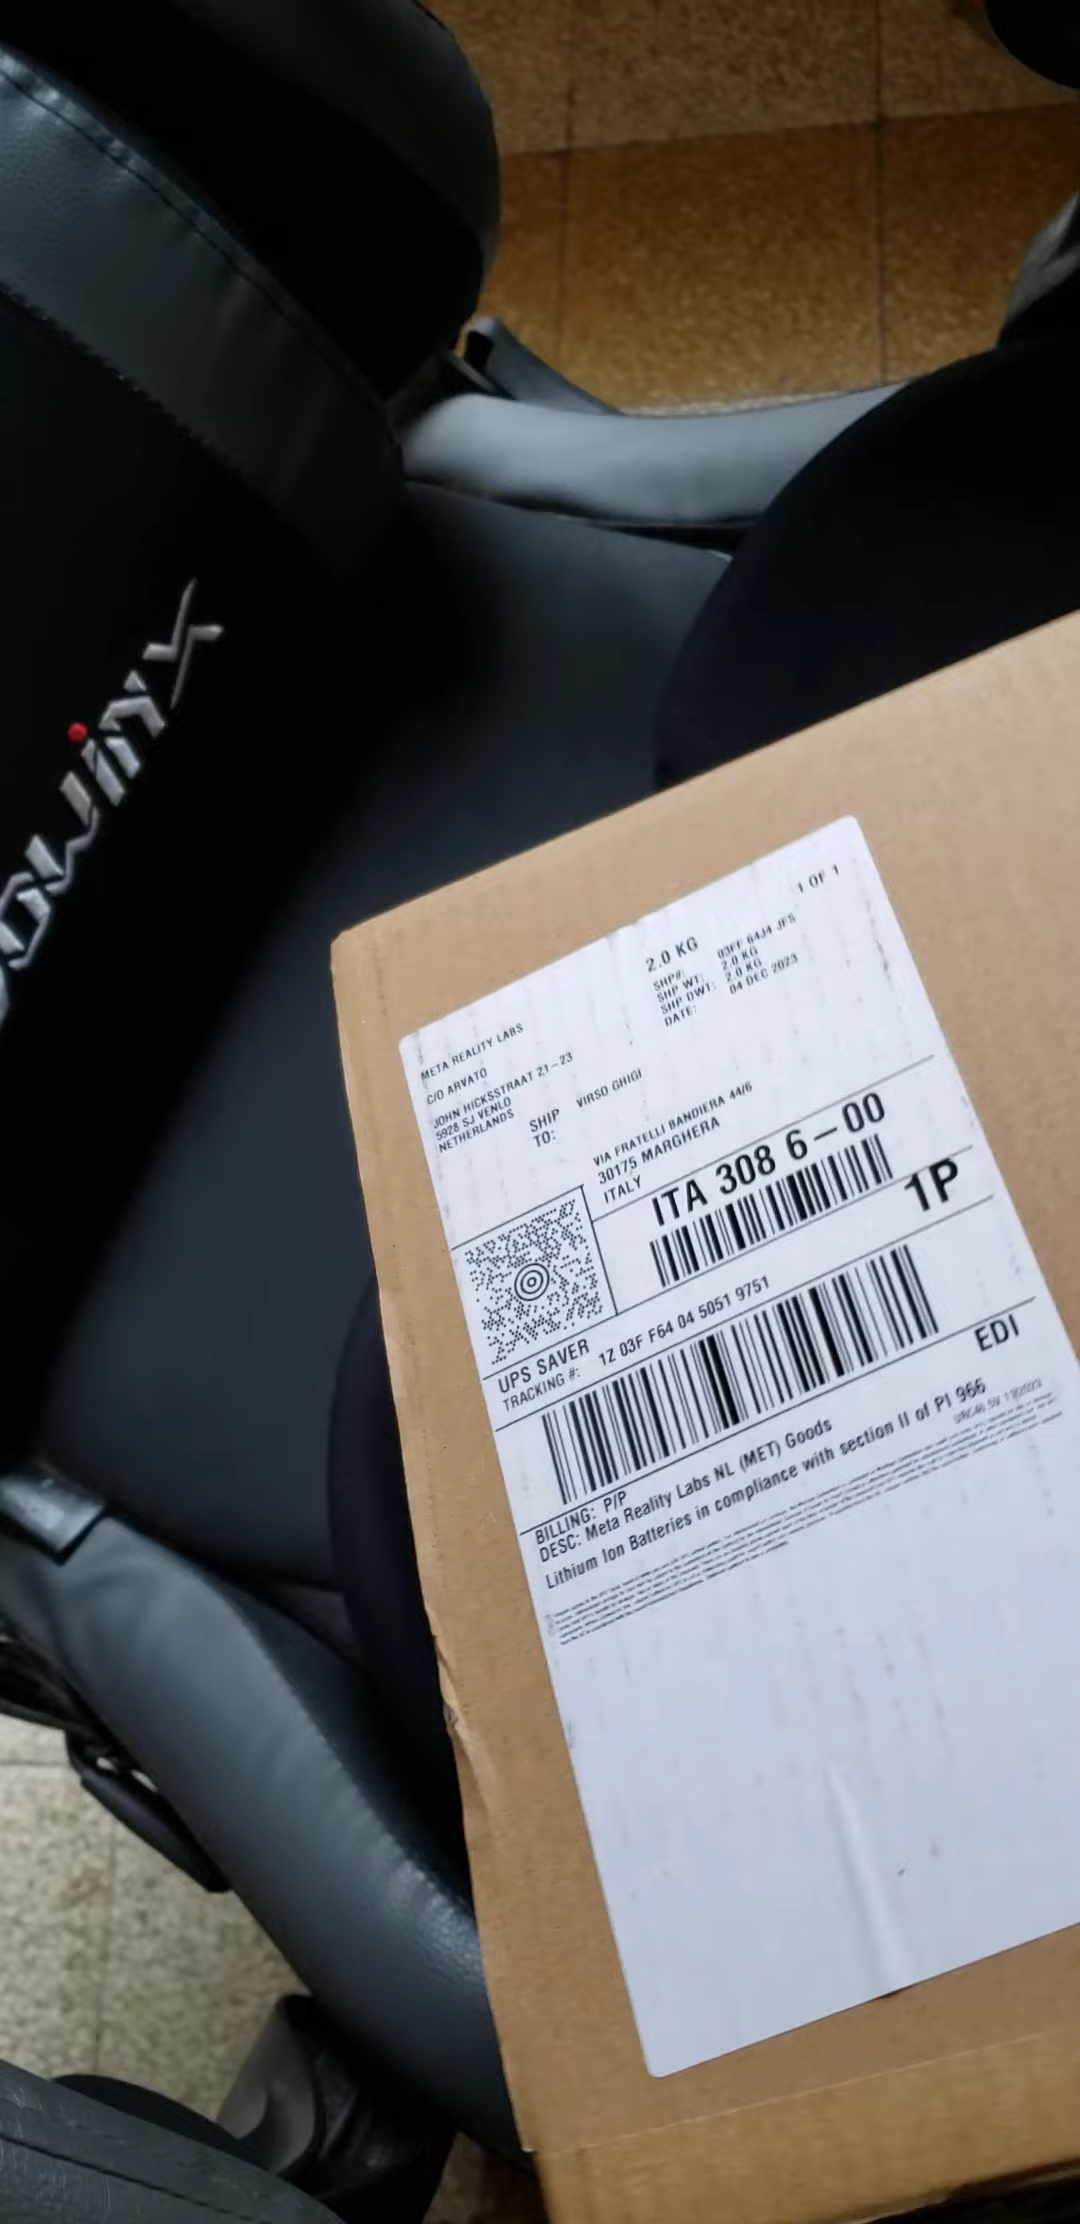 1 OF 1
2.0 KG
SHP#: 03FF 64J4 JFS
SHP WT: 2.0 KG
SHP DWT: 2.0 KG
DATE: 04 DEC 2023
META REALITY LABS
C/O ARVATO
JOHN HICKSSTRAAT 21-23
5928 SJ VENLO
NETHERLANDS
SHIP TO:
VIRSO GHIGI
VIA FRATELLI BANDIERA 44/6
30175 MARGHERA
ITALY
ITA 308 6-00
UPS SAVER
1P
TRACKING #: 1Z 03F F64 04 5051 9751
BILLING: P/P
EDI
DESC: Meta Reality Labs NL (MET) Goods
Lithium Ion Batteries in compliance with section II of PI 966
owinx